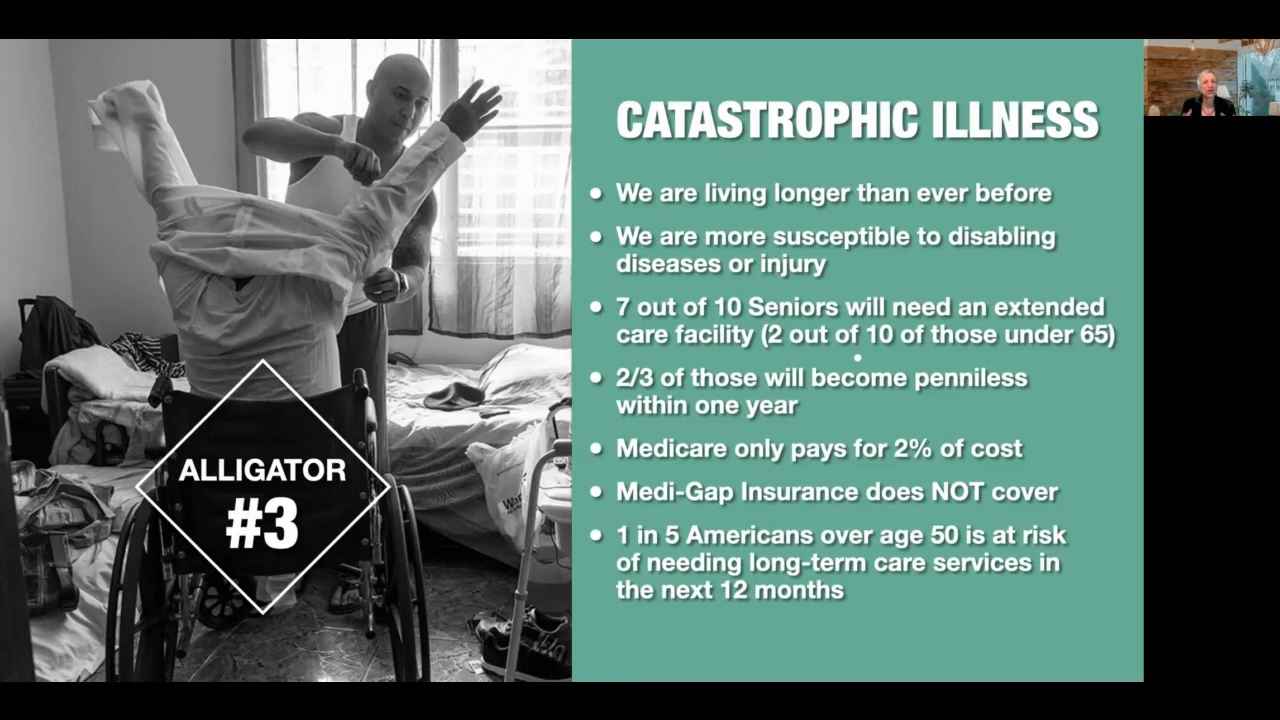 CATASTROPHIC ILLNESS
• We are living longer than ever before
• We are more susceptible to disabling
diseases or injury
• 7 out of 10 Seniors will need an extended
care facility (2 out of 10 of those under 65)
• 2/3 of those will become penniless
within one year
• Medicare only pays for 2% of cost
• Medi-Gap Insurance does NOT cover
• 1 in 5 Americans over age 50 is at risk
of needing long-term care services in
the next 12 months
ALLIGATOR
#3